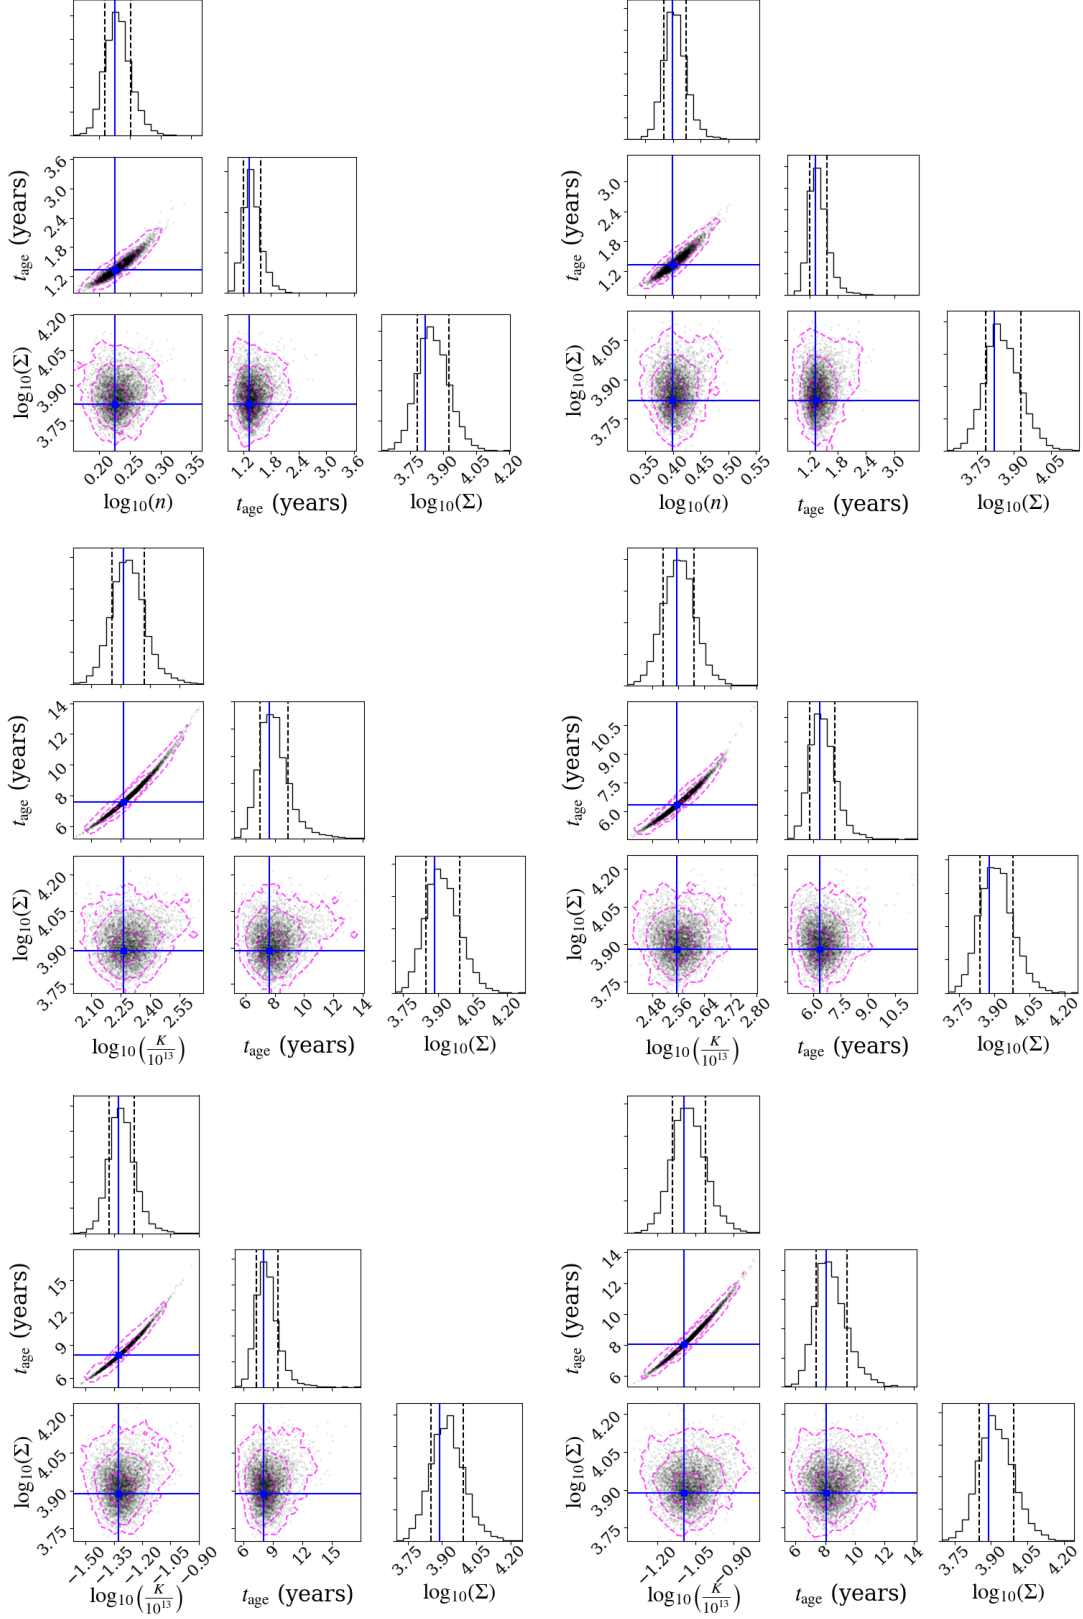 3.6
3.0
2.4
1.8
1.2
t_age (years)
4.20
4.05
3.90
3.75
log₁₀(Σ)
0.20 0.25 0.30 0.35
log₁₀(n)
1.2 1.8 2.4 3.0 3.6
t_age (years)
3.75 3.90 4.05 4.20
log₁₀(Σ)
3.0
2.4
1.8
1.2
t_age (years)
4.05
3.90
3.75
log₁₀(Σ)
0.35 0.40 0.45 0.50 0.55
log₁₀(n)
1.2 1.8 2.4 3.0
t_age (years)
3.75 3.90 4.05
log₁₀(Σ)
14
12
10
8
6
t_age (years)
4.20
4.05
3.90
3.75
log₁₀(Σ)
2.10 2.25 2.40 2.55
log₁₀(K/10¹³)
6 8 10 12 14
t_age (years)
3.75 3.90 4.05 4.20
log₁₀(Σ)
10.5
9.0
7.5
6.0
t_age (years)
4.20
4.05
3.90
3.75
log₁₀(Σ)
2.48 2.56 2.64 2.72 2.80
log₁₀(K/10¹³)
6.0 7.5 9.0 10.5
t_age (years)
3.75 3.90 4.05 4.20
log₁₀(Σ)
15
12
9
6
t_age (years)
4.20
4.05
3.90
3.75
log₁₀(Σ)
−1.50 −1.35 −1.20 −1.05 −0.90
log₁₀(K/10¹³)
6 9 12 15
t_age (years)
3.75 3.90 4.05 4.20
log₁₀(Σ)
14
12
10
8
6
t_age (years)
4.20
4.05
3.90
3.75
log₁₀(Σ)
−1.20 −1.05 −0.90
log₁₀(K/10¹³)
6 8 10 12 14
t_age (years)
3.75 3.90 4.05 4.20
log₁₀(Σ)